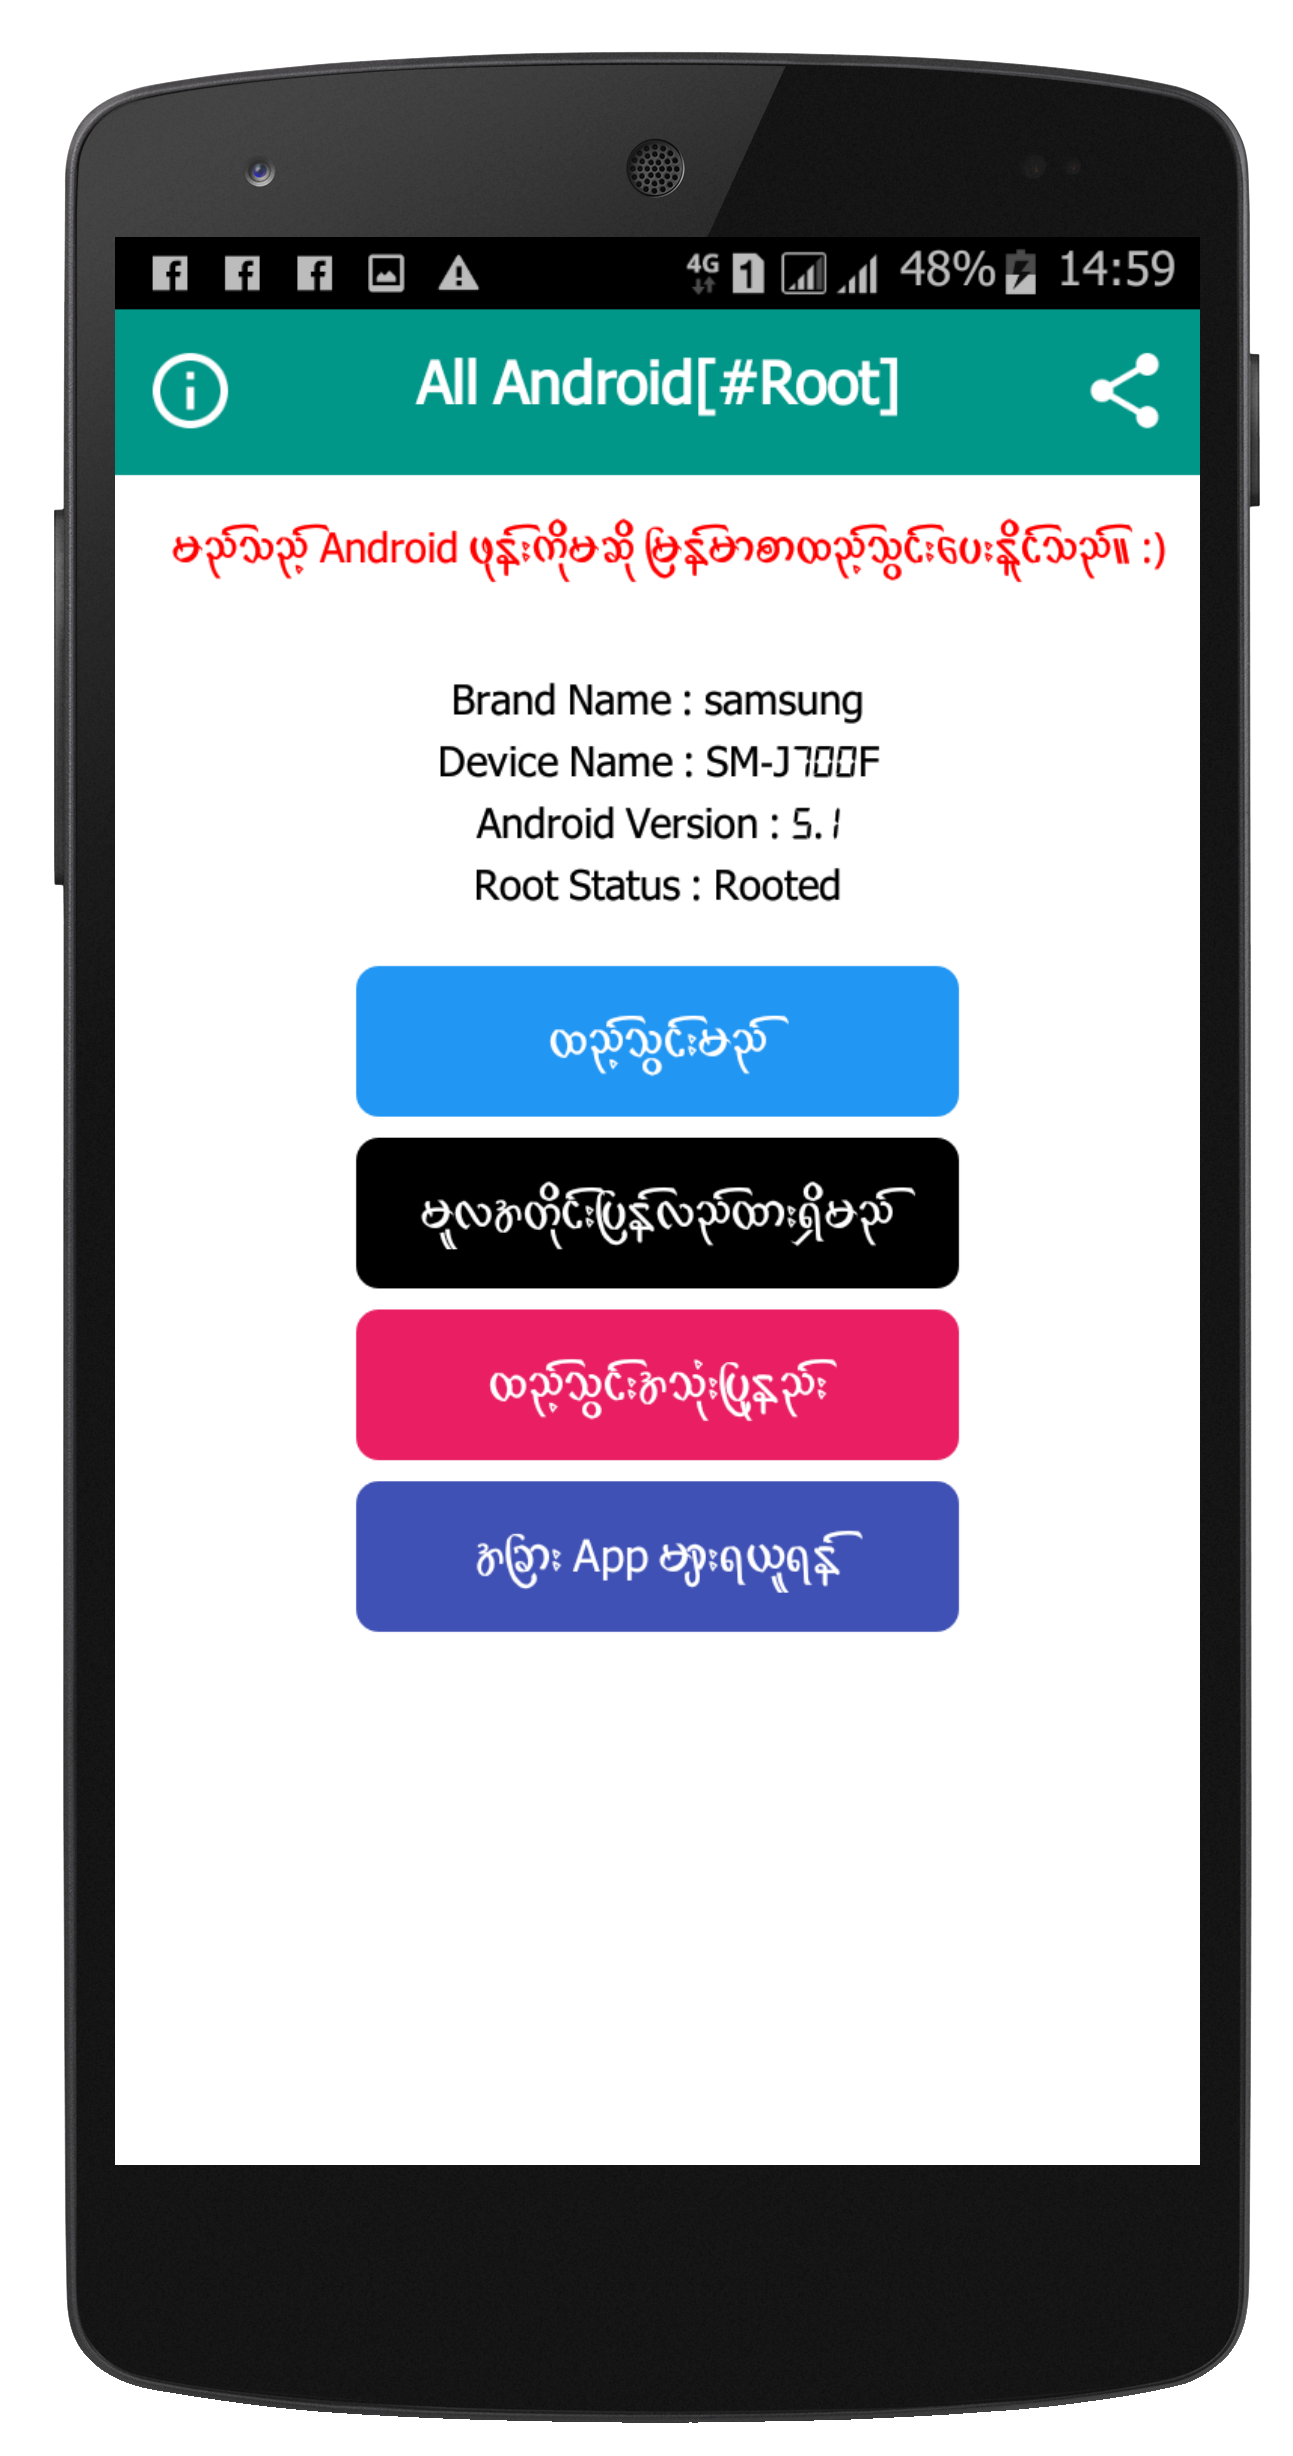 4G 1 48% 14:59
All Android[#Root]
မည်သည့် Android ဖုန်းကိုမဆို မြန်မာစာထည့်သွင်းပေးနိူင်သည်။ :)
Brand Name : samsung
Device Name : SM-J700F
Android Version : 5.1
Root Status : Rooted
ထည့်သွင်းမည်
မူလအတိုင်းပြန်လည်ထားရှိမည်
ထည့်သွင်းအသုံးပြုနည်း
အခြား App များရယူရန်